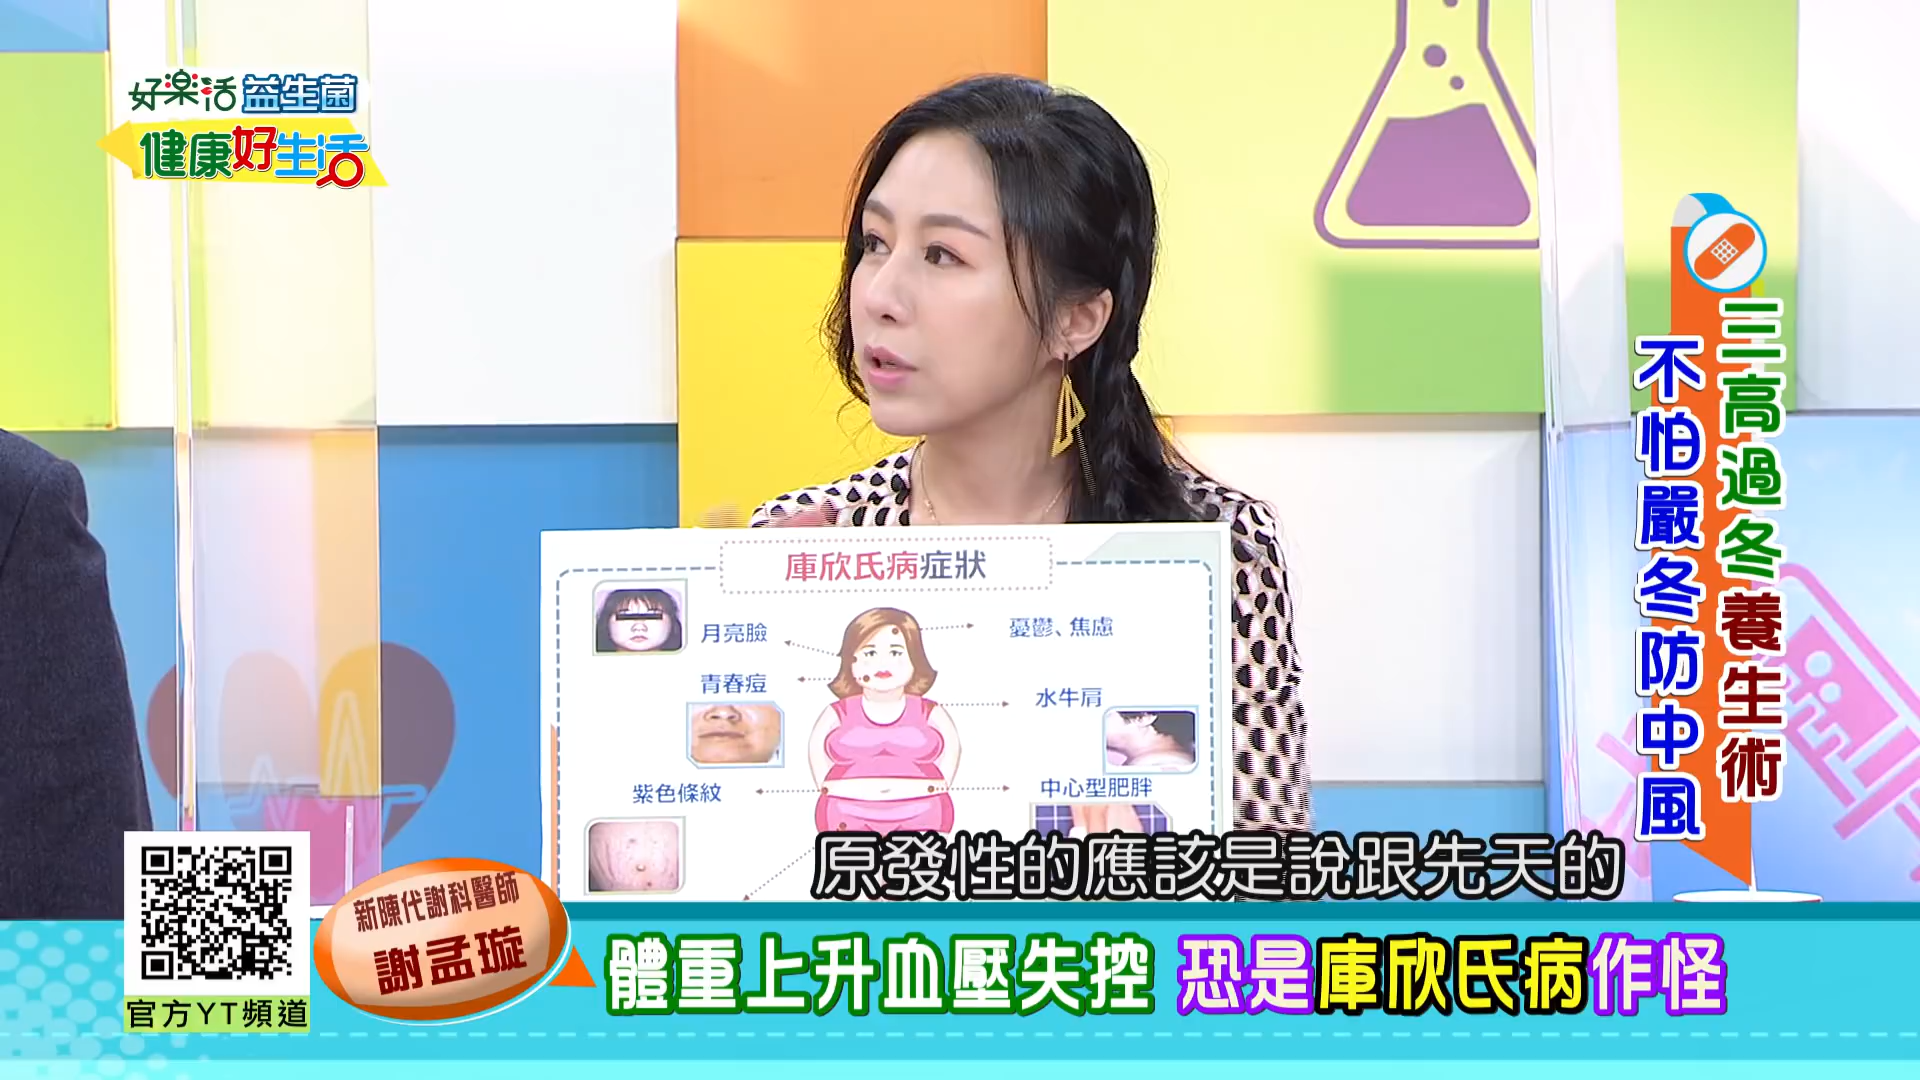 好樂活益生菌
健康好生活
三高過冬養生術
不怕嚴冬防中風
庫欣氏病症狀
月亮臉
憂鬱、焦慮
青春痘
水牛肩
紫色條紋
中心型肥胖
原發性的應該是說跟先天的
新陳代謝科醫師
謝孟璇
體重上升血壓失控 恐是庫欣氏病作怪
官方YT頻道